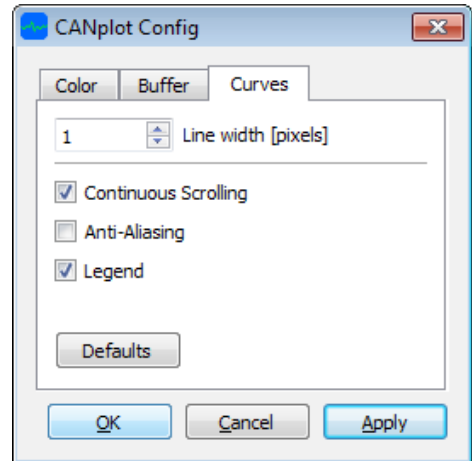 CANplot Config
Color Buffer Curves
1 Line width [pixels]
Continuous Scrolling
Anti-Aliasing
Legend
Defaults
OK Cancel Apply